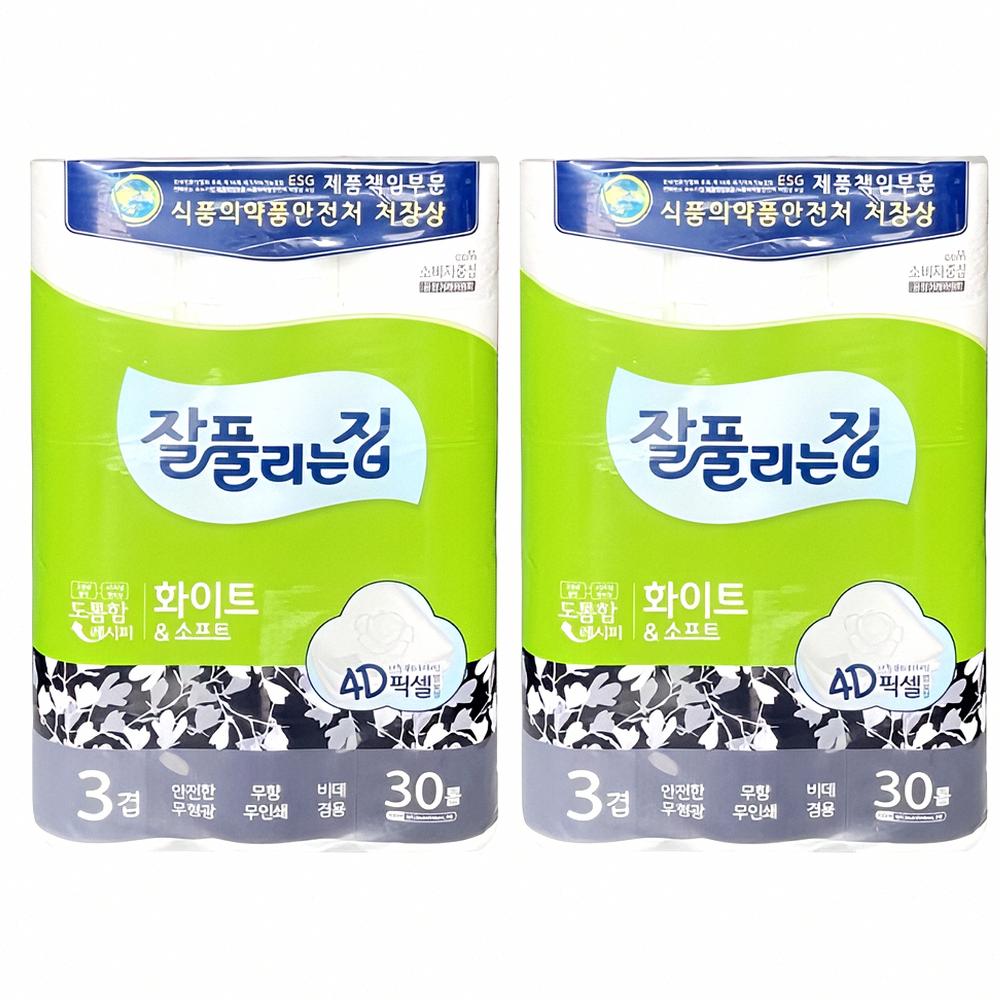 ESG 제품책임부문
식품의약품안전처 처장상
소비자중심
잘풀리는집
도톰한
레시피
화이트
& 소프트
4D 픽셀
3겹
안전한
무형광
무향
무인쇄
비데
겸용
30롤
ESG 제품책임부문
식품의약품안전처 처장상
소비자중심
잘풀리는집
도톰한
레시피
화이트
& 소프트
4D 픽셀
3겹
안전한
무형광
무향
무인쇄
비데
겸용
30롤